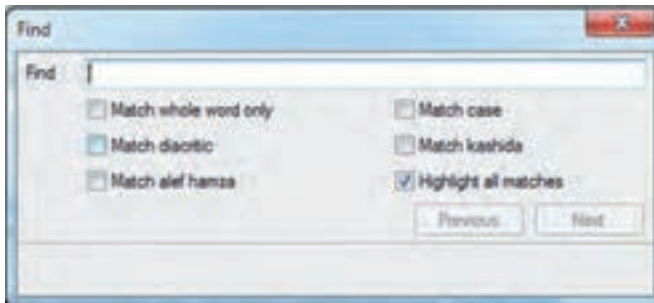 Find
Find
Match whole word only Match case
Match diacritic Match kashida
Match alef hamza Highlight all matches
Previous Next